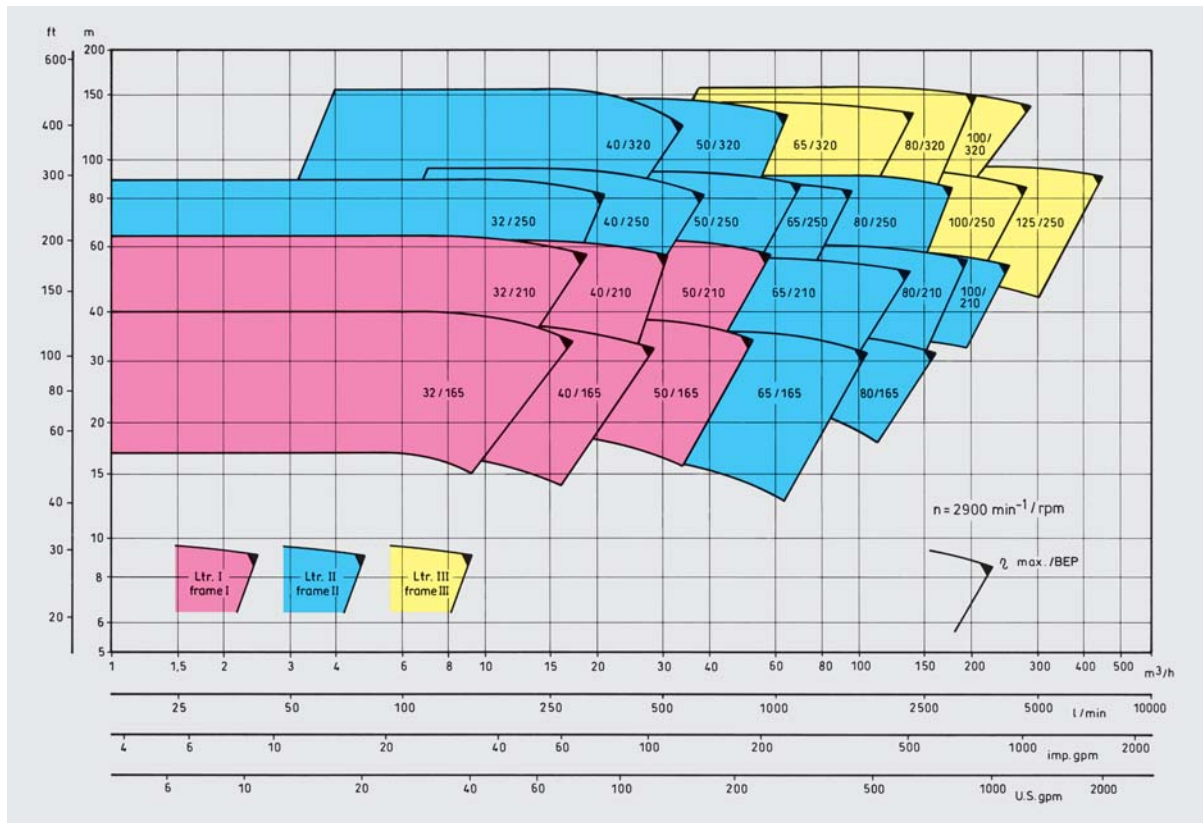 ft m
600
400
300
200
150
100
80
60
40
30
20
200
150
100
80
60
40
30
20
15
10
8
6
5
40/320 50/320 65/320 80/320 100/
320
32/250 40/250 50/250 65/250 80/250 100/250 125/250
32/210 40/210 50/210 65/210 80/210 100/
210
32/165 40/165 50/165 65/165 80/165
n = 2900 min⁻¹/rpm
η max./BEP
Ltr. I
frame I
Ltr. II
frame II
Ltr. III
frame III
1 1,5 2 3 4 6 8 10 15 20 30 40 60 80 100 150 200 300 400 500
m³/h
25 50 100 250 500 1000 2500 5000 10000
l/min
4 6 10 20 40 60 100 200 500 1000 2000
imp.gpm
6 10 20 40 60 100 200 500 1000 2000
U.S.gpm